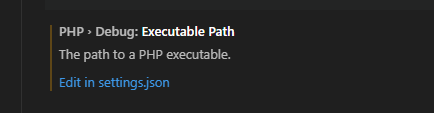 PHP › Debug: Executable Path
The path to a PHP executable.
Edit in settings.json